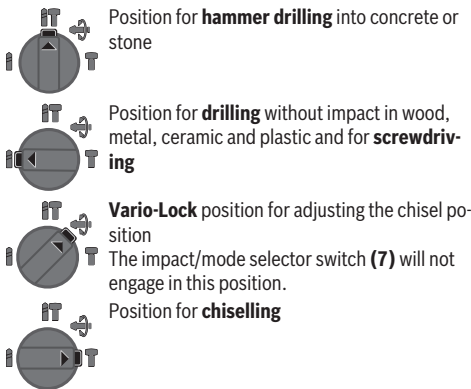 Position for hammer drilling into concrete or
stone
Position for drilling without impact in wood,
metal, ceramic and plastic and for screwdriv-
ing
Vario-Lock position for adjusting the chisel po-
sition
The impact/mode selector switch (7) will not
engage in this position.
Position for chiselling